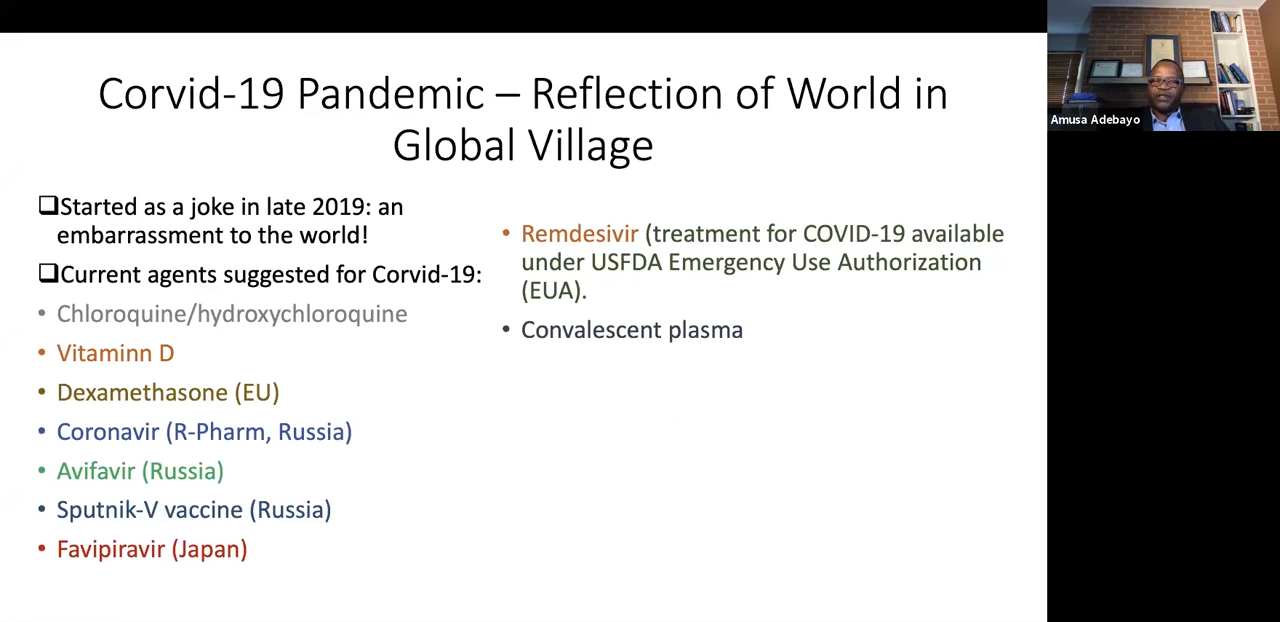 Corvid-19 Pandemic – Reflection of World in
Global Village
❑Started as a joke in late 2019: an
embarrassment to the world!
❑Current agents suggested for Corvid-19:
• Chloroquine/hydroxychloroquine
• Vitaminn D
• Dexamethasone (EU)
• Coronavir (R-Pharm, Russia)
• Avifavir (Russia)
• Sputnik-V vaccine (Russia)
• Favipiravir (Japan)
• Remdesivir (treatment for COVID-19 available
under USFDA Emergency Use Authorization
(EUA).
• Convalescent plasma
Amusa Adebayo